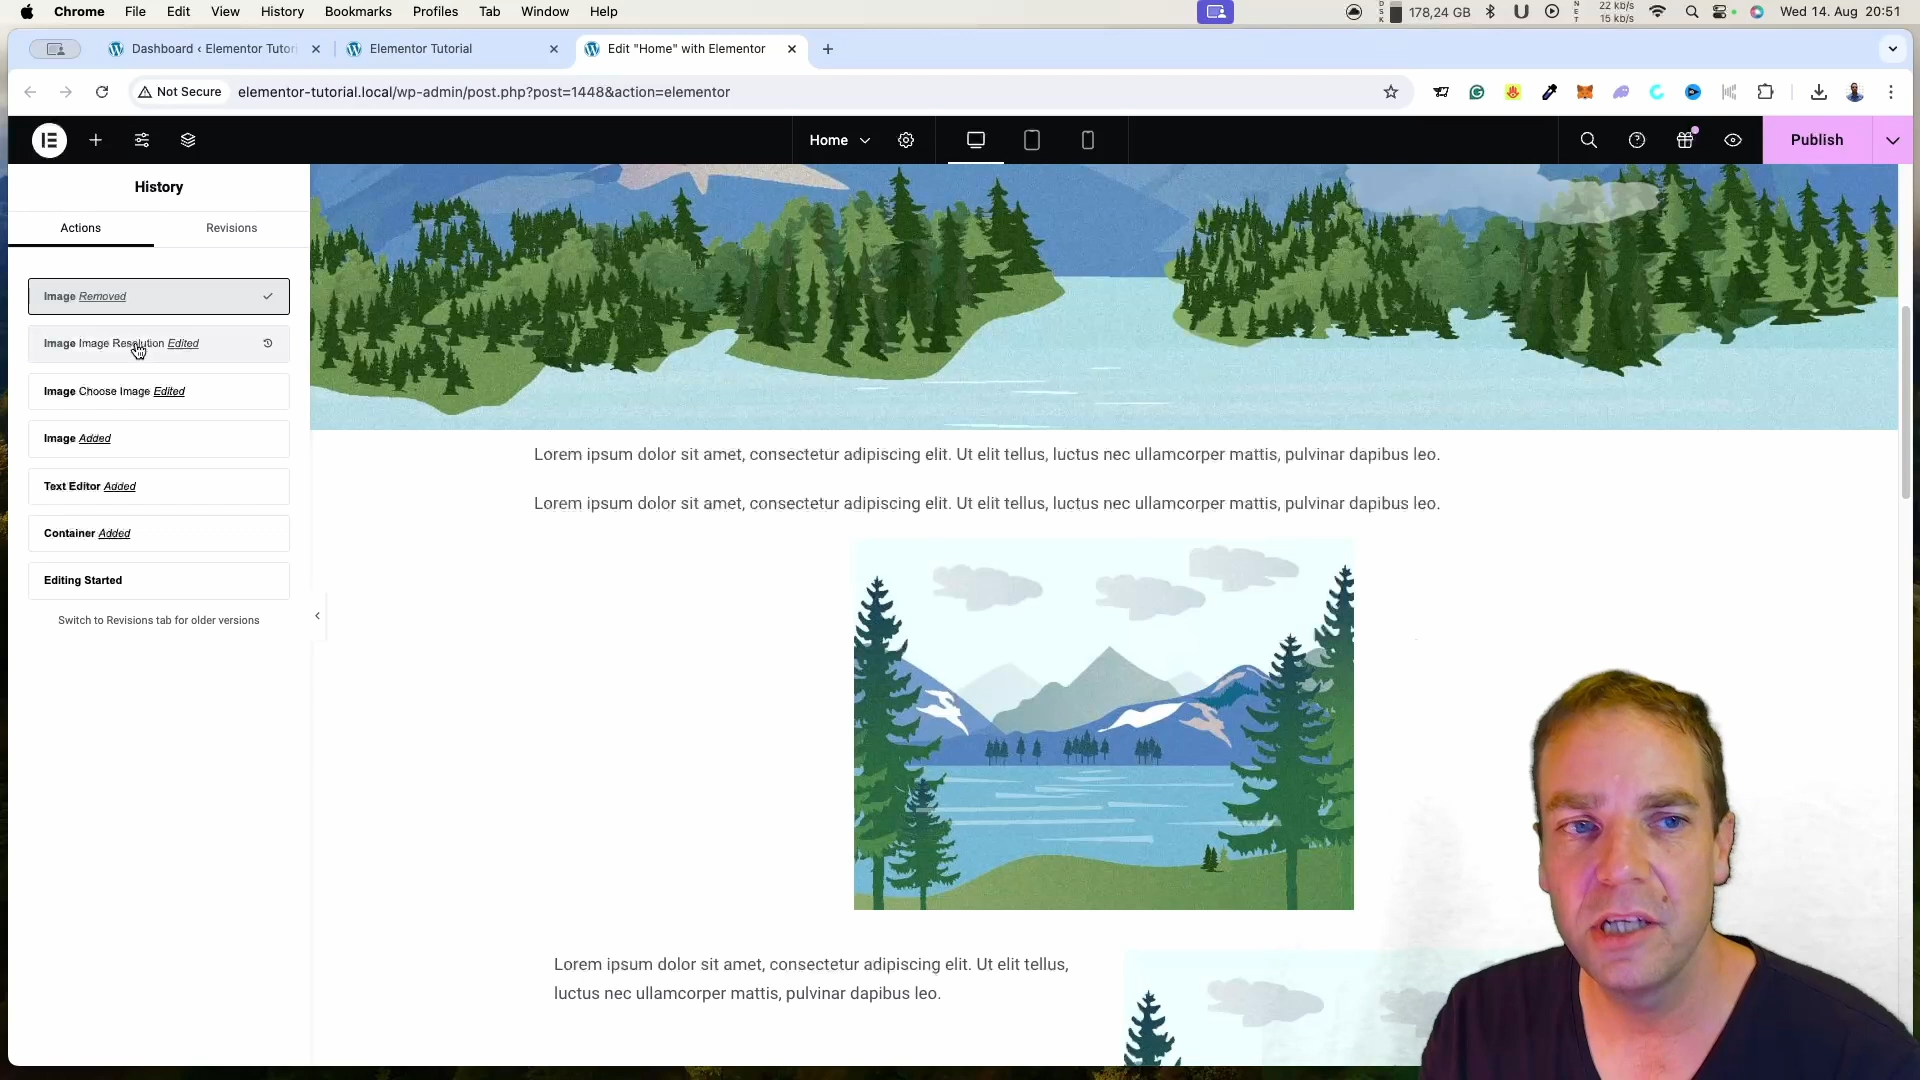 Chrome File Edit View History Bookmarks Profiles Tab Window Help
178,24 GB
22 kb/s
15 kb/s
Wed 14. Aug 20:51
Dashboard ‹ Elementor Tutor
Elementor Tutorial
Edit "Home" with Elementor
Not Secure
elementor-tutorial.local/wp-admin/post.php?post=1448&action=elementor
Home
Publish
History
Actions
Revisions
Image Removed
Image Image Resolution Edited
Image Choose Image Edited
Image Added
Text Editor Added
Container Added
Editing Started
Switch to Revisions tab for older versions
Lorem ipsum dolor sit amet, consectetur adipiscing elit. Ut elit tellus, luctus nec ullamcorper mattis, pulvinar dapibus leo.
Lorem ipsum dolor sit amet, consectetur adipiscing elit. Ut elit tellus, luctus nec ullamcorper mattis, pulvinar dapibus leo.
Lorem ipsum dolor sit amet, consectetur adipiscing elit. Ut elit tellus,
luctus nec ullamcorper mattis, pulvinar dapibus leo.